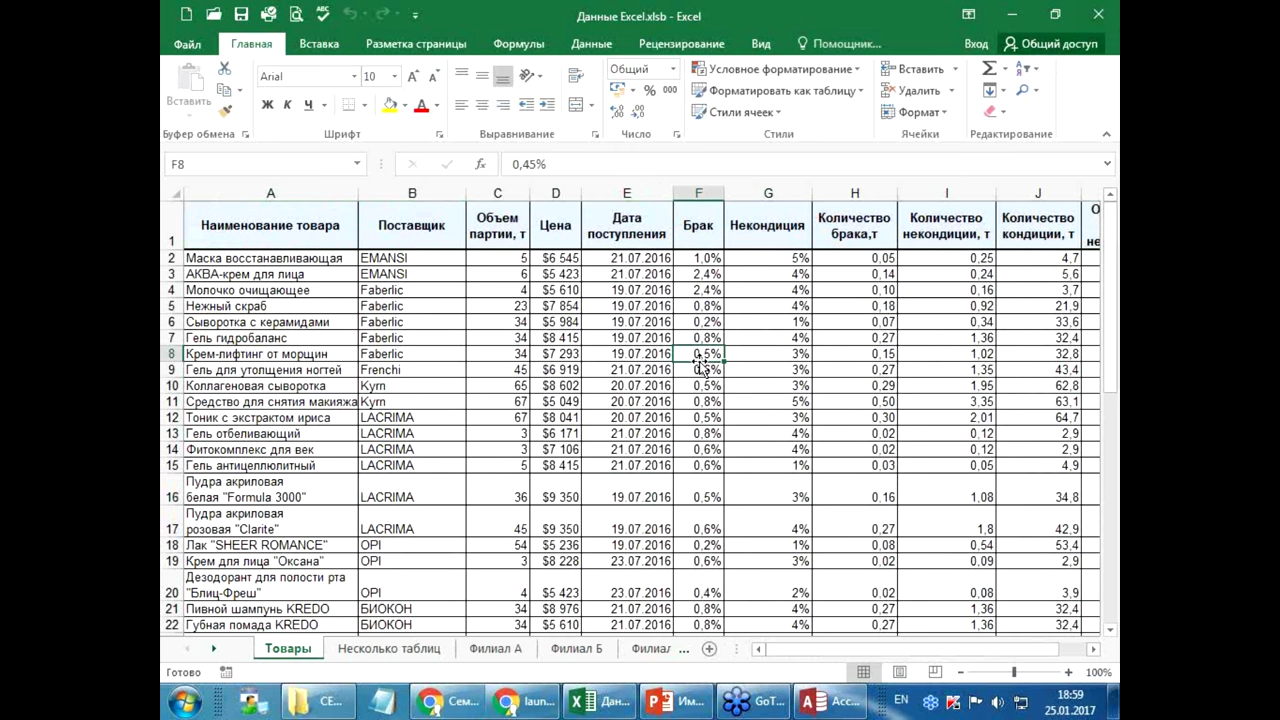 Данные Excel.xlsb - Excel
Файл Главная Вставка Разметка страницы Формулы Данные Рецензирование Вид Помощник... Вход Общий доступ
Вставить
Буфер обмена
Arial 10
Ж К Ч
Шрифт
Выравнивание
Общий
% 000
Число
Условное форматирование
Форматировать как таблицу
Стили ячеек
Стили
Вставить
Удалить
Формат
Ячейки
Редактирование
F8 fx 0,45%
A B C D E F G H I J
1 Наименование товара Поставщик Объем партии, т Цена Дата поступления Брак Некондиция Количество брака,т Количество некондиции, т Количество кондиции, т
2 Маска восстанавливающая EMANSI 5 $6 545 21.07.2016 1,0% 5% 0,05 0,25 4,7
3 АКВА-крем для лица EMANSI 6 $5 423 21.07.2016 2,4% 4% 0,14 0,24 5,6
4 Молочко очищающее Faberlic 4 $5 610 19.07.2016 2,4% 4% 0,10 0,16 3,7
5 Нежный скраб Faberlic 23 $7 854 19.07.2016 0,8% 4% 0,18 0,92 21,9
6 Сыворотка с керамидами Faberlic 34 $5 984 19.07.2016 0,2% 1% 0,07 0,34 33,6
7 Гель гидробаланс Faberlic 34 $8 415 19.07.2016 0,8% 4% 0,27 1,36 32,4
8 Крем-лифтинг от морщин Faberlic 34 $7 293 19.07.2016 0,5% 3% 0,15 1,02 32,8
9 Гель для утолщения ногтей Frenchi 45 $6 919 21.07.2016 3% 0,27 1,35 43,4
10 Коллагеновая сыворотка Kyrn 65 $8 602 20.07.2016 0,5% 3% 0,29 1,95 62,8
11 Средство для снятия макияжа Kyrn 67 $5 049 20.07.2016 0,8% 5% 0,50 3,35 63,1
12 Тоник с экстрактом ириса LACRIMA 67 $8 041 20.07.2016 0,5% 3% 0,30 2,01 64,7
13 Гель отбеливающий LACRIMA 3 $6 171 21.07.2016 0,8% 4% 0,02 0,12 2,9
14 Фитокомплекс для век LACRIMA 3 $7 106 21.07.2016 0,6% 4% 0,02 0,12 2,9
15 Гель антицеллюлитный LACRIMA 5 $8 415 21.07.2016 0,6% 1% 0,03 0,05 4,9
Пудра акриловая
16 белая "Formula 3000" LACRIMA 36 $9 350 19.07.2016 0,5% 3% 0,16 1,08 34,8
Пудра акриловая
17 розовая "Clarite" LACRIMA 45 $9 350 19.07.2016 0,6% 4% 0,27 1,8 42,9
18 Лак "SHEER ROMANCE" OPI 54 $5 236 19.07.2016 0,2% 1% 0,08 0,54 53,4
19 Крем для лица "Оксана" OPI 3 $8 228 23.07.2016 0,6% 3% 0,02 0,09 2,9
Дезодорант для полости рта
20 "Блиц-Фреш" OPI 4 $5 423 23.07.2016 0,4% 2% 0,02 0,08 3,9
21 Пивной шампунь KREDO БИОКОН 34 $8 976 21.07.2016 0,8% 4% 0,27 1,36 32,4
22 Губная помада KREDO БИОКОН 34 $5 610 21.07.2016 0,8% 4% 0,27 1,36 32,4
Товары Несколько таблиц Филиал А Филиал Б Филиал ...
Готово 100%
СЕ... Сем... laun... Дан... Им... GoT... Acc... EN 18:59
25.01.2017